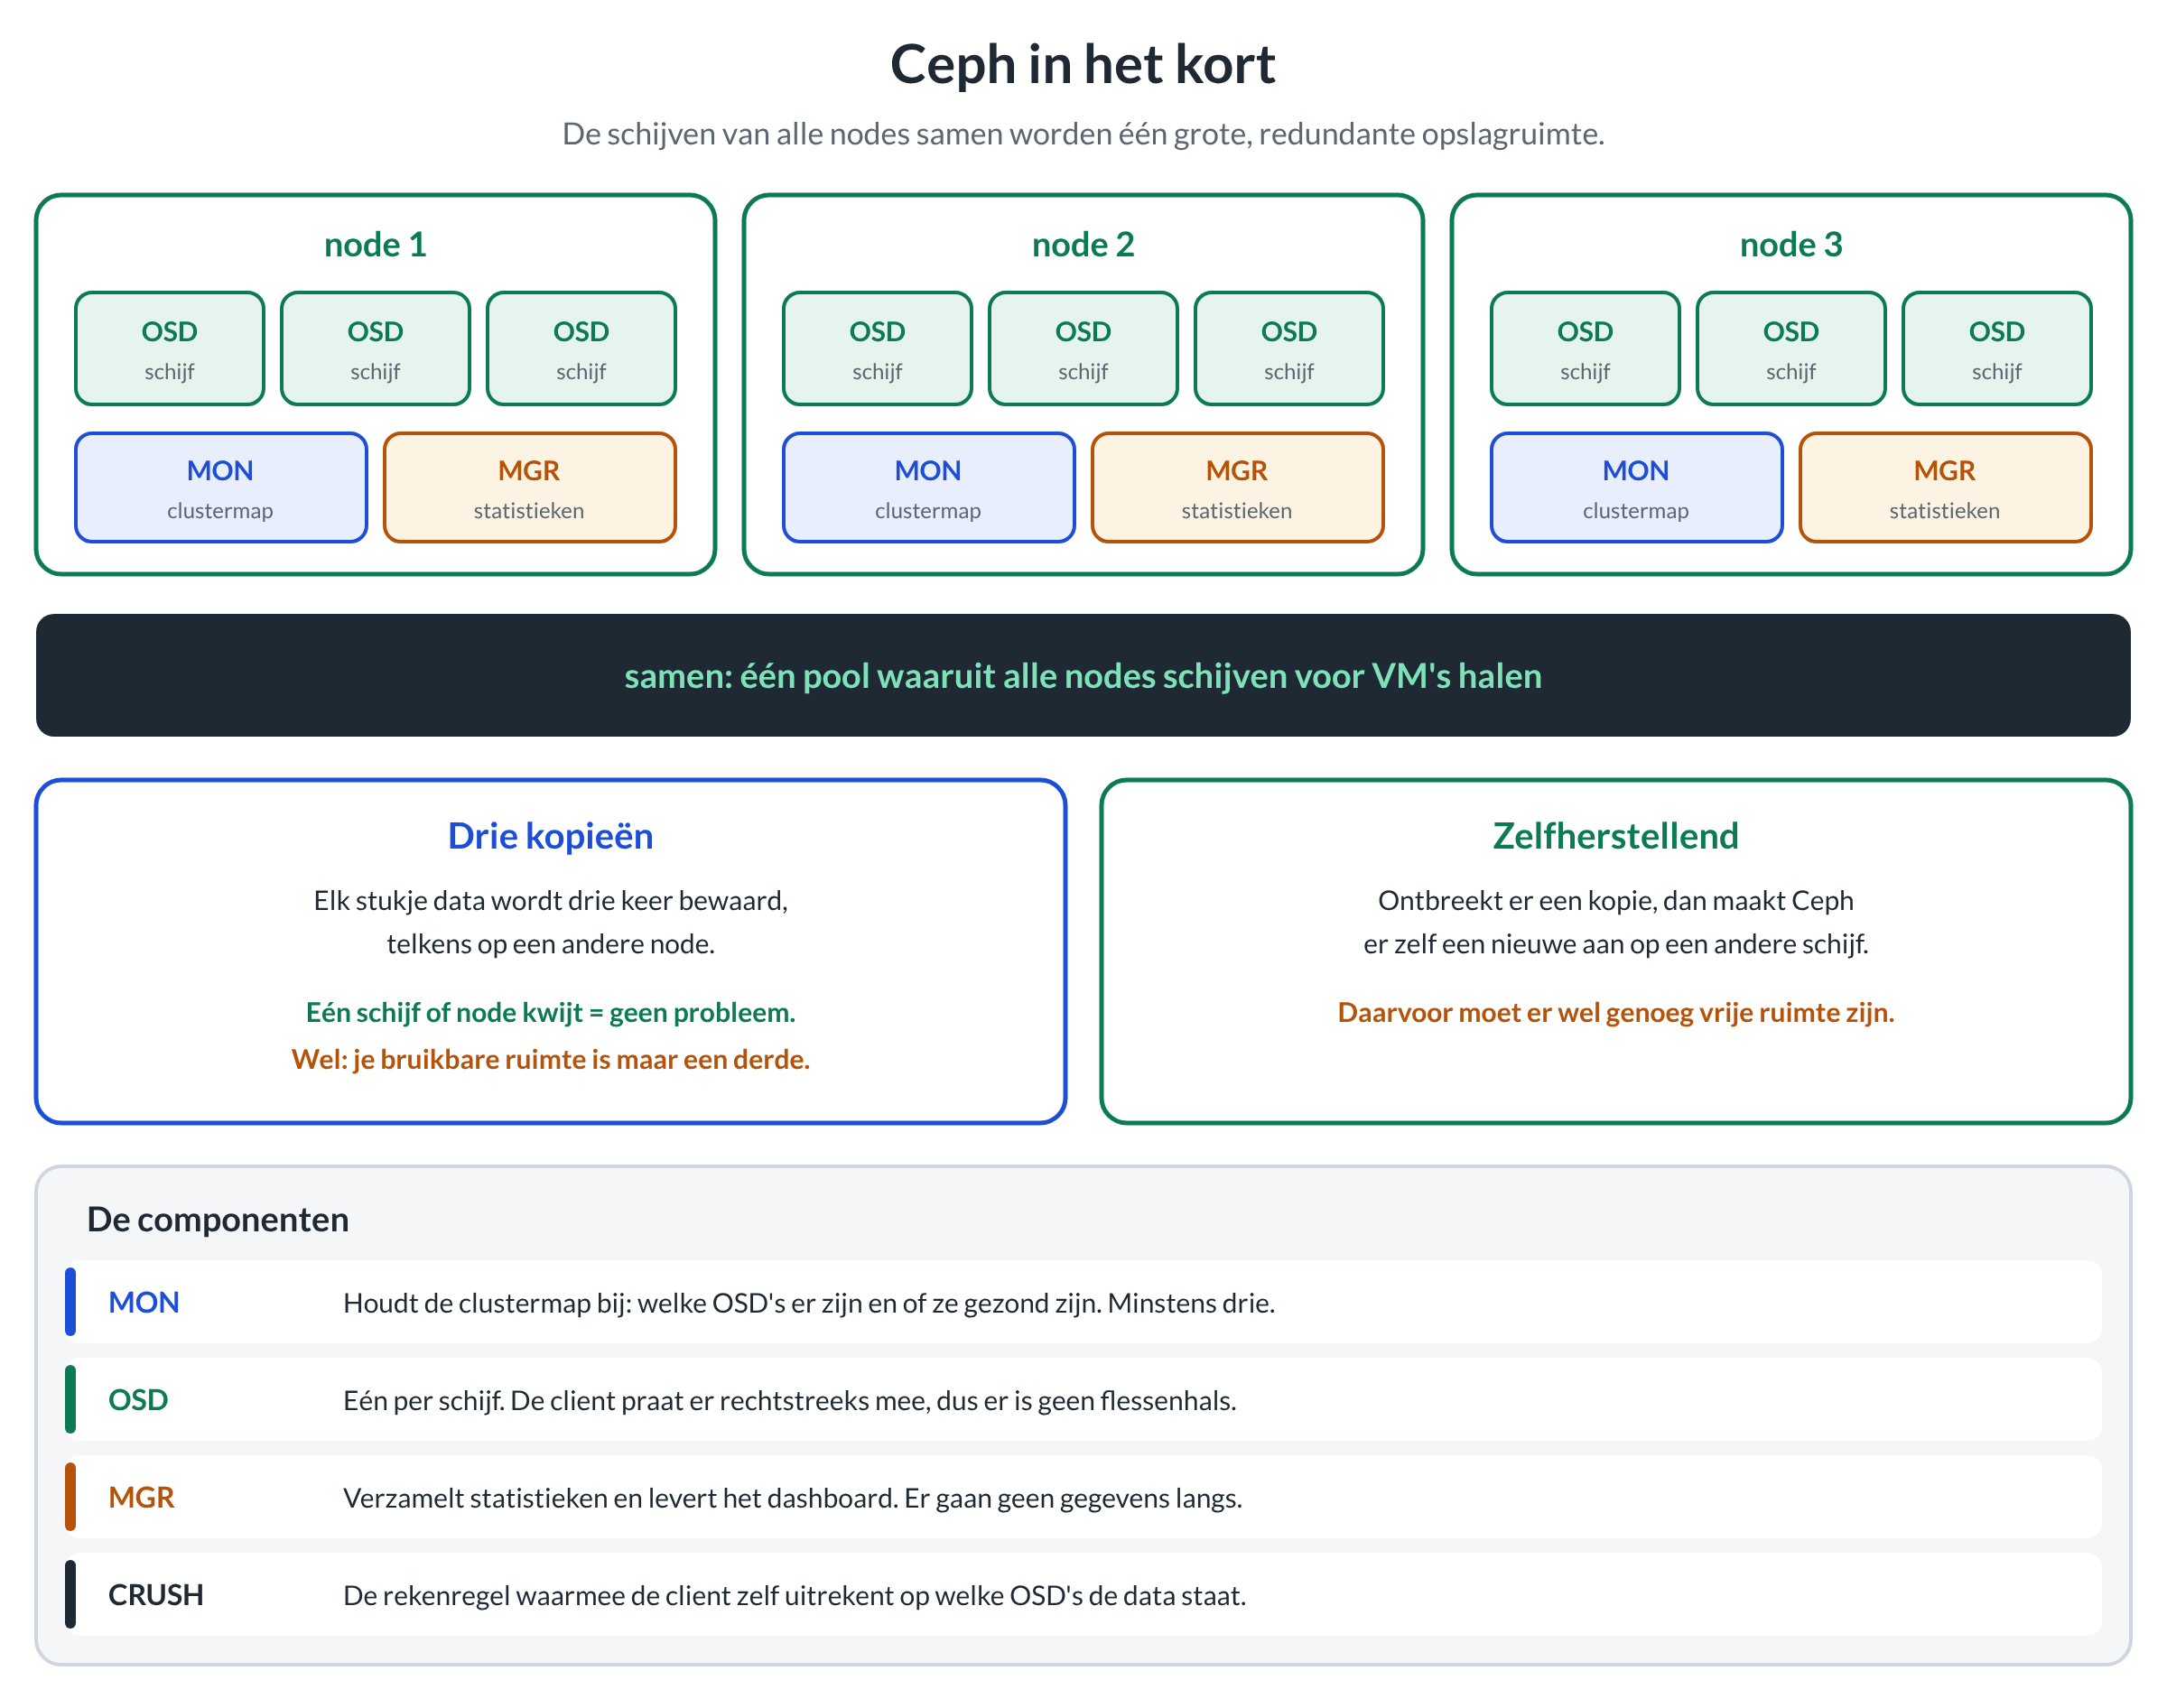 Ceph in het kort
De schijven van alle nodes samen worden één grote, redundante opslagruimte.
node 1
OSD
schijf
OSD
schijf
OSD
schijf
MON
clustermap
MGR
statistieken
node 2
OSD
schijf
OSD
schijf
OSD
schijf
MON
clustermap
MGR
statistieken
node 3
OSD
schijf
OSD
schijf
OSD
schijf
MON
clustermap
MGR
statistieken
samen: één pool waaruit alle nodes schijven voor VM's halen
Drie kopieën
Elk stukje data wordt drie keer bewaard,
telkens op een andere node.
Eén schijf of node kwijt = geen probleem.
Wel: je bruikbare ruimte is maar een derde.
Zelfherstellend
Ontbreekt er een kopie, dan maakt Ceph
er zelf een nieuwe aan op een andere schijf.
Daarvoor moet er wel genoeg vrije ruimte zijn.
De componenten
MON Houdt de clustermap bij: welke OSD's er zijn en of ze gezond zijn. Minstens drie.
OSD Eén per schijf. De client praat er rechtstreeks mee, dus er is geen flessenhals.
MGR Verzamelt statistieken en levert het dashboard. Er gaan geen gegevens langs.
CRUSH De rekenregel waarmee de client zelf uitrekent op welke OSD's de data staat.